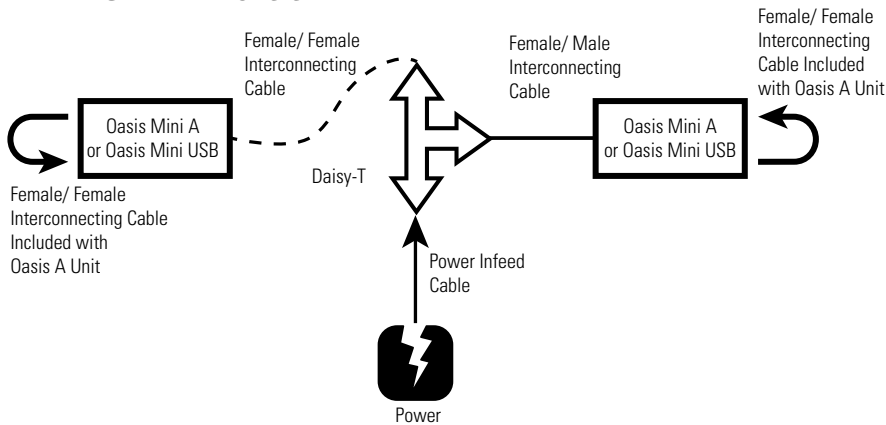 Female/ Female
Interconnecting
Cable
Female/ Male
Interconnecting
Cable
Female/ Female
Interconnecting
Cable Included
with Oasis A Unit
Oasis Mini A
or Oasis Mini USB
Oasis Mini A
or Oasis Mini USB
Daisy-T
Female/ Female
Interconnecting Cable
Included with
Oasis A Unit
Power Infeed
Cable
Power